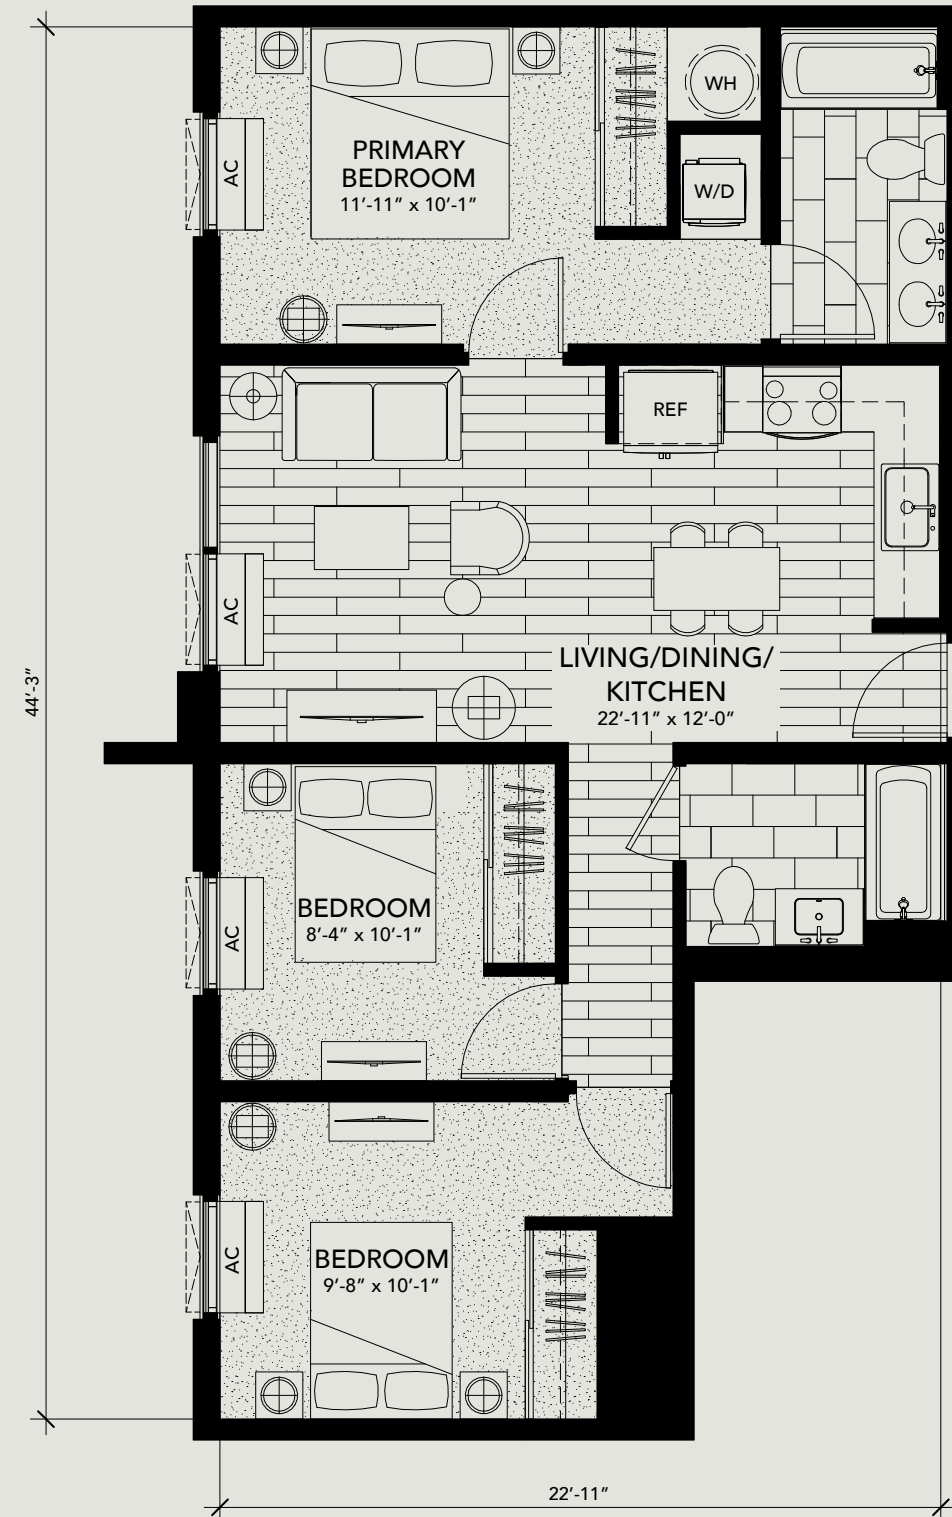 WH
AC
PRIMARY
BEDROOM
11′-11″ x 10′-1″
W/D
REF
AC
LIVING/DINING/
KITCHEN
22′-11″ x 12′-0″
44′-3″
BEDROOM
8′-4″ x 10′-1″
AC
BEDROOM
9′-8″ x 10′-1″
AC
22′-11″